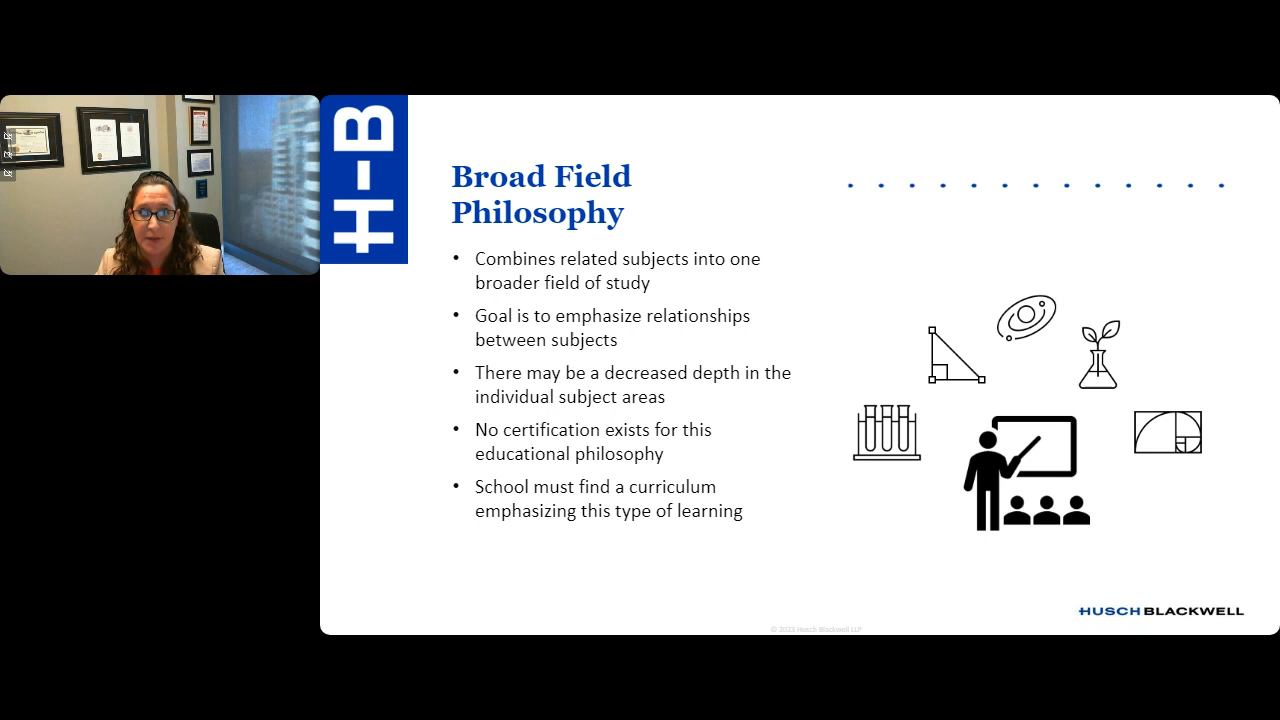 H-B
Broad Field
Philosophy
• Combines related subjects into one
broader field of study
• Goal is to emphasize relationships
between subjects
• There may be a decreased depth in the
individual subject areas
• No certification exists for this
educational philosophy
• School must find a curriculum
emphasizing this type of learning
HUSCH BLACKWELL
© 2023 Husch Blackwell LLP